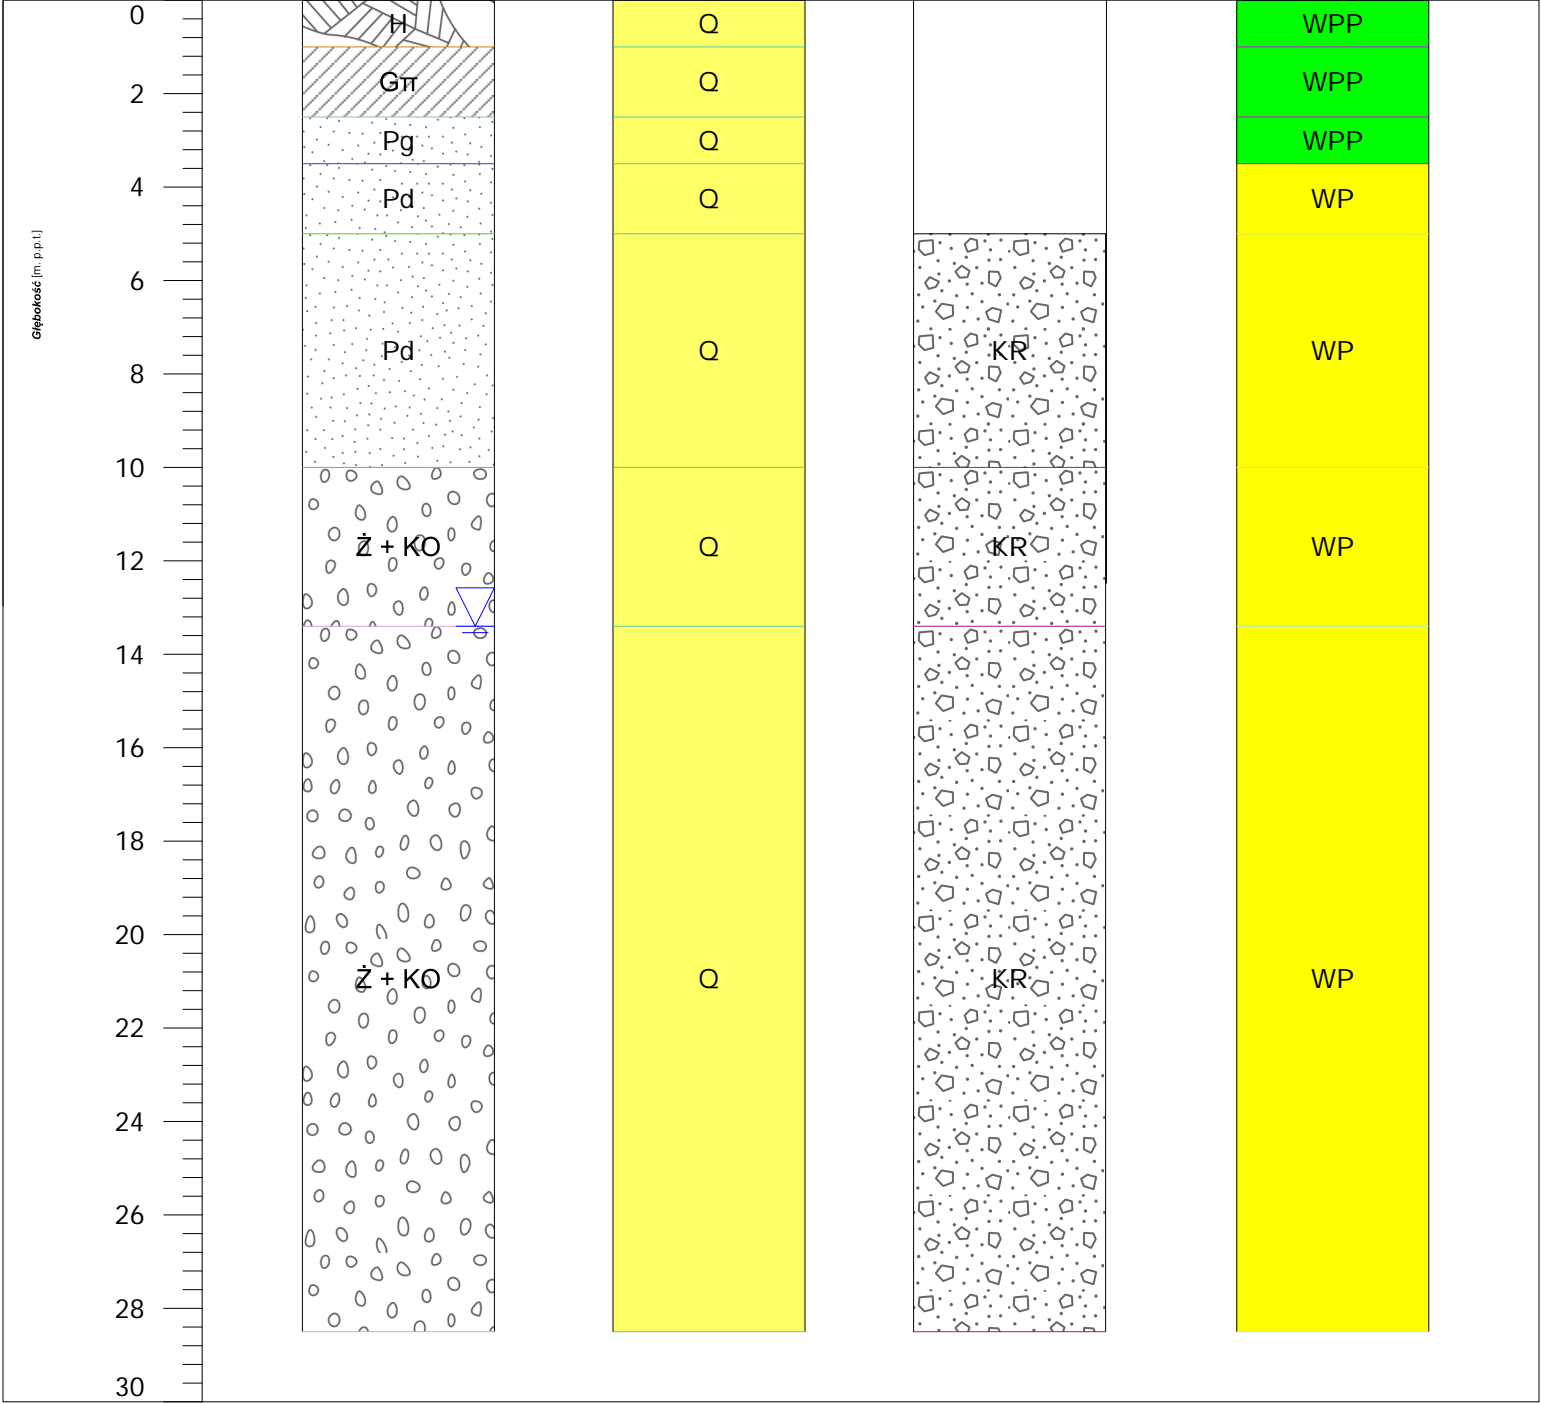 0
H
Q
WPP
2
Gπ
Q
WPP
Pg
Q
WPP
4
Pd
Q
WP
Głębokość [m. p.p.t.]
6
8
Pd
Q
KR
WP
10
12
Ż + KO
Q
KR
WP
14
16
18
20
Ż + KO
Q
KR
WP
22
24
26
28
30